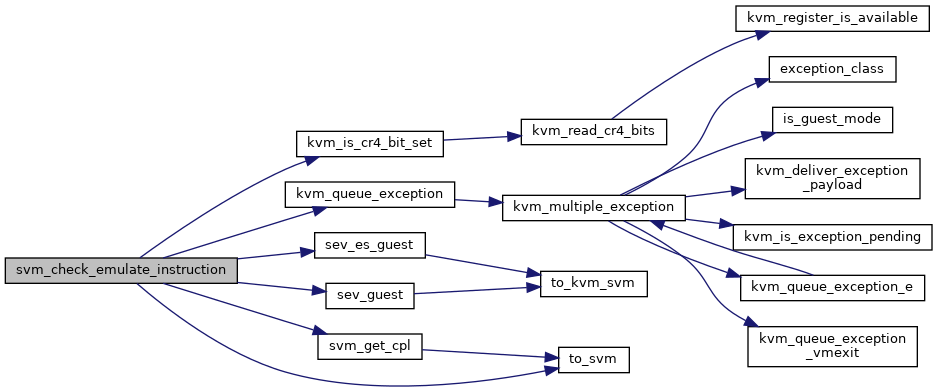 svm_check_emulate_instruction
kvm_is_cr4_bit_set
kvm_queue_exception
sev_es_guest
sev_guest
svm_get_cpl
kvm_read_cr4_bits
kvm_multiple_exception
to_kvm_svm
to_svm
kvm_register_is_available
exception_class
is_guest_mode
kvm_deliver_exception
_payload
kvm_is_exception_pending
kvm_queue_exception_e
kvm_queue_exception
_vmexit